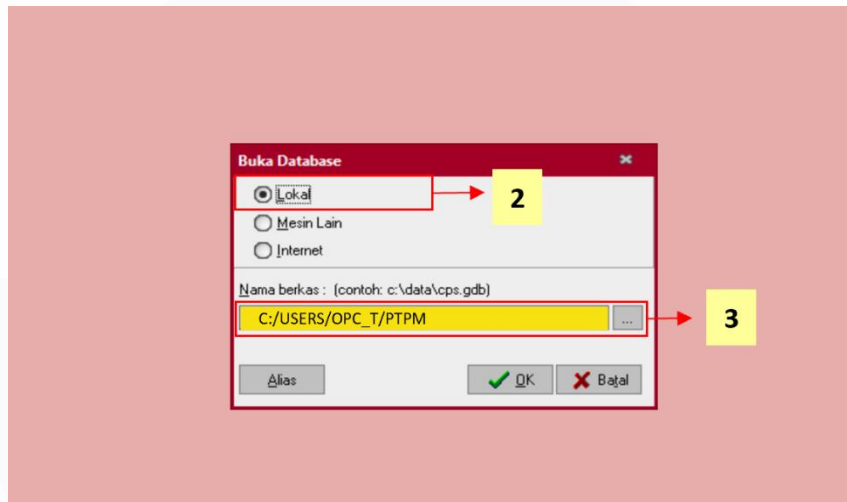 Buka Database
Lokal
2
Mesin Lain
Internet
Nama berkas : (contoh: c:\data\cps.gdb)
C:/USERS/OPC_T/PTPM
...
3
Alias
OK
Batal